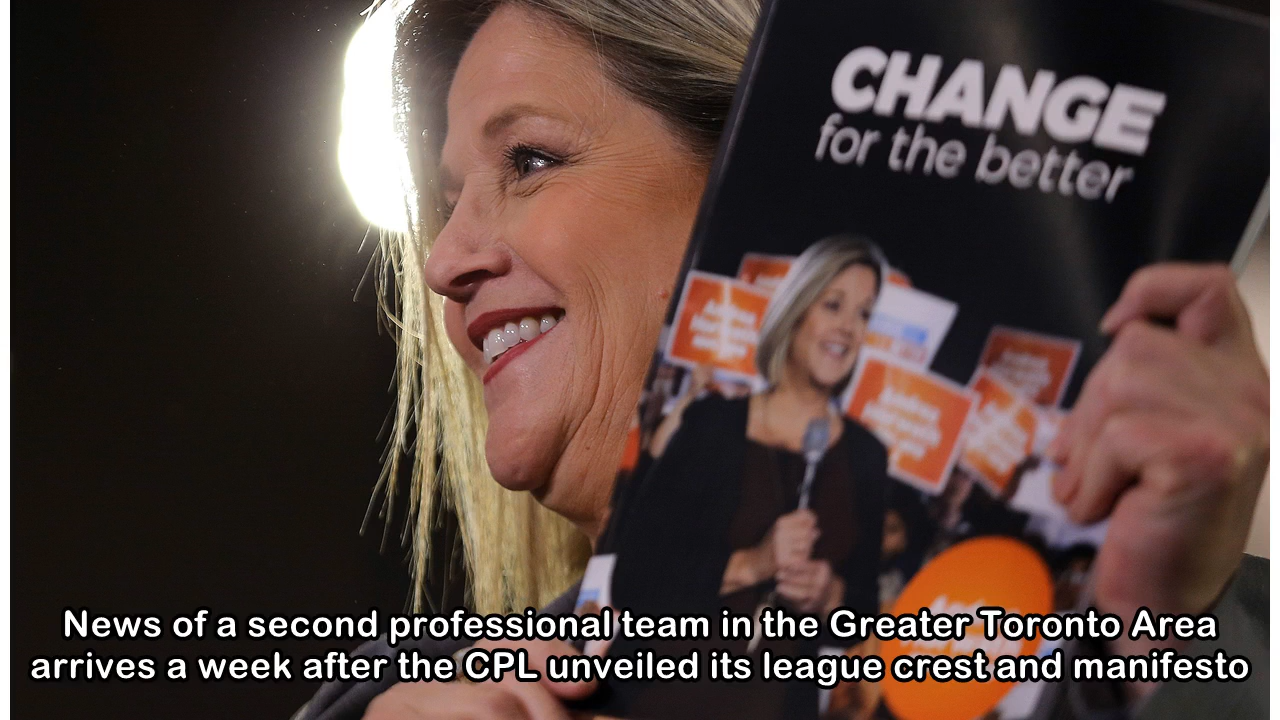 CHANGE
for the better
News of a second professional team in the Greater Toronto Area
arrives a week after the CPL unveiled its league crest and manifesto